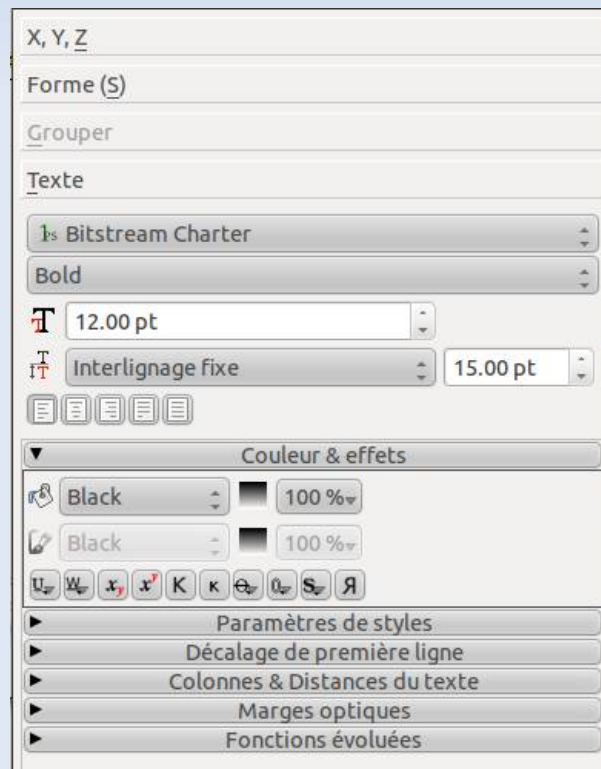 X, Y, Z
Forme (S)
Grouper
Texte
Bitstream Charter
Bold
12.00 pt
Interlignage fixe 15.00 pt
Couleur & effets
Black 100 %
Black 100 %
U W x y x y K K O O S Я
Paramètres de styles
Décalage de première ligne
Colonnes & Distances du texte
Marges optiques
Fonctions évoluées